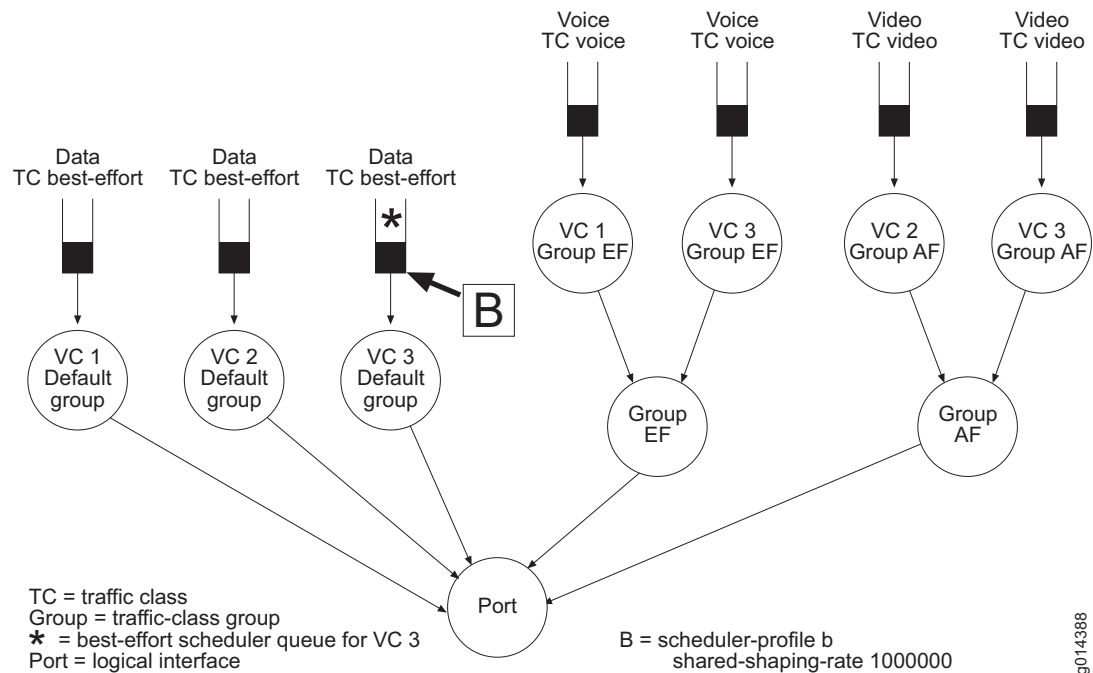 Voice
TC voice
Voice
TC voice
Video
TC video
Video
TC video
Data
TC best-effort
Data
TC best-effort
Data
TC best-effort
*
B
VC 1
Group EF
VC 3
Group EF
VC 2
Group AF
VC 3
Group AF
VC 1
Default
group
VC 2
Default
group
VC 3
Default
group
Group
EF
Group
AF
Port
TC = traffic class
Group = traffic-class group
* = best-effort scheduler queue for VC 3
Port = logical interface
B = scheduler-profile b
shared-shaping-rate 1000000
g014388